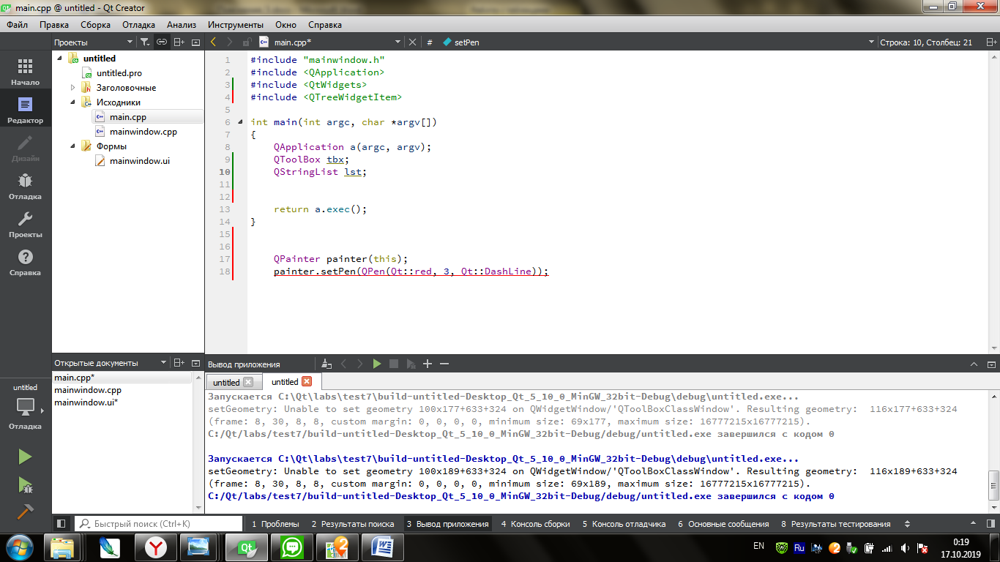 main.cpp @ untitled - Qt Creator
Файл Правка Сборка Отладка Анализ Инструменты Окно Справка
Проекты
main.cpp*
# setPen
Строка: 10, Столбец: 21
Начало
Редактор
Дизайн
Отладка
Проекты
Справка
untitled
untitled.pro
Заголовочные
Исходники
main.cpp
mainwindow.cpp
Формы
mainwindow.ui
1 #include "mainwindow.h"
2 #include <QApplication>
3 #include <QtWidgets>
4 #include <QTreeWidgetItem>
5
6 int main(int argc, char *argv[])
7 {
8 QApplication a(argc, argv);
9 QToolBox tbx;
10 QStringList lst;
11
12
13 return a.exec();
14 }
15
16
17 QPainter painter(this);
18 painter.setPen(QPen(Qt::red, 3, Qt::DashLine));
Открытые документы
main.cpp*
mainwindow.cpp
mainwindow.ui*
untitled
Отладка
Вывод приложения
untitled untitled
Запускается C:\Qt\labs\test7\build-untitled-Desktop_Qt_5_10_0_MinGW_32bit-Debug\debug\untitled.exe...
setGeometry: Unable to set geometry 100x177+633+324 on QWidgetWindow/'QToolBoxClassWindow'. Resulting geometry:  116x177+633+324
(frame: 8, 30, 8, 8, custom margin: 0, 0, 0, 0, minimum size: 69x177, maximum size: 16777215x16777215).
C:/Qt/labs/test7/build-untitled-Desktop_Qt_5_10_0_MinGW_32bit-Debug/debug/untitled.exe завершился с кодом 0
Запускается C:\Qt\labs\test7\build-untitled-Desktop_Qt_5_10_0_MinGW_32bit-Debug\debug\untitled.exe...
setGeometry: Unable to set geometry 100x189+633+324 on QWidgetWindow/'QToolBoxClassWindow'. Resulting geometry:  116x189+633+324
(frame: 8, 30, 8, 8, custom margin: 0, 0, 0, 0, minimum size: 69x189, maximum size: 16777215x16777215).
C:/Qt/labs/test7/build-untitled-Desktop_Qt_5_10_0_MinGW_32bit-Debug/debug/untitled.exe завершился с кодом 0
Быстрый поиск (Ctrl+K)
1 Проблемы 2 Результаты поиска 3 Вывод приложения 4 Консоль сборки 5 Консоль отладчика 6 Основные сообщения 8 Результаты тестирования
EN
Ru
0:19
17.10.2019